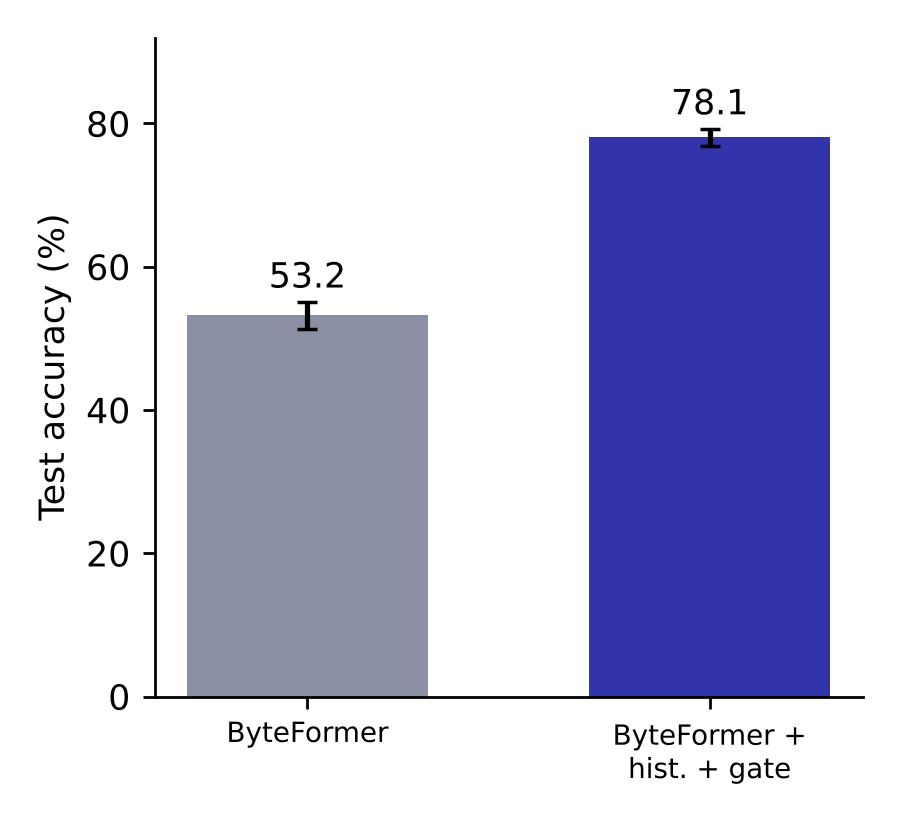 78.1
53.2
Test accuracy (%)
80
60
40
20
0
ByteFormer
ByteFormer +
hist. + gate